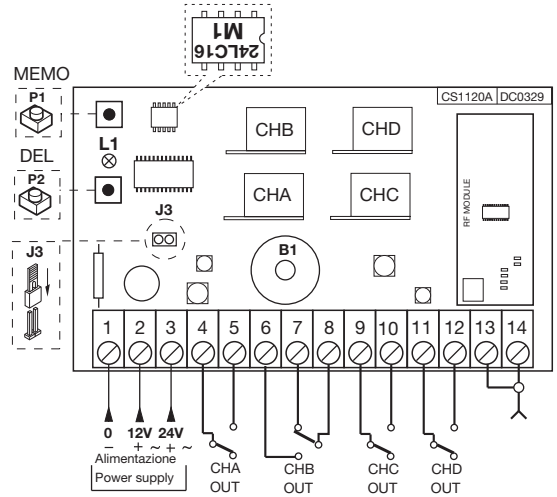 24LC16
M1
MEMO
P1
CS1120A DC0329
L1
CHB CHD
DEL
P2
CHA CHC
RF MODULE
J3
J3
B1
1 2 3 4 5 6 7 8 9 10 11 12 13 14
0 12V 24V
− + ~ + ~
Alimentazione
Power supply
CHA OUT
CHB OUT
CHC OUT
CHD OUT